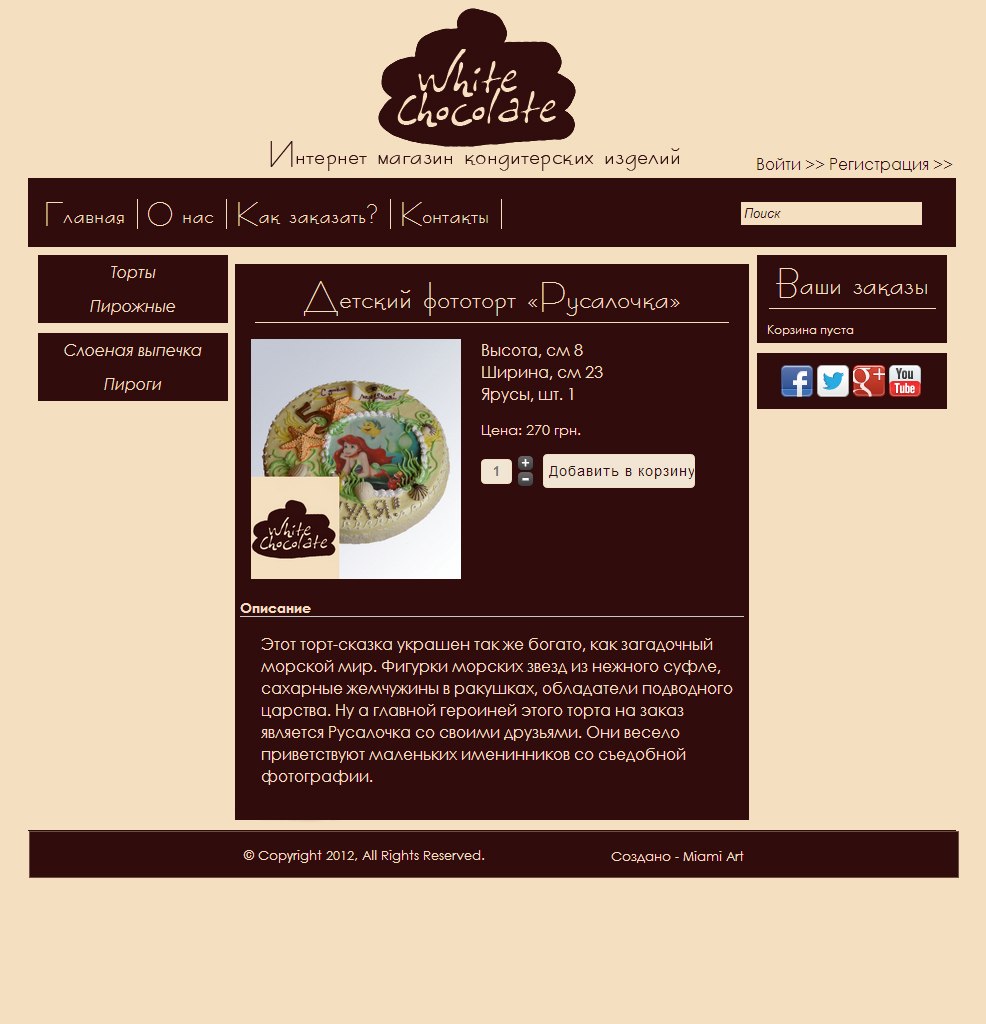 White
Chocolate
Интернет магазин кондитерских изделий
Войти >> Регистрация >>
Главная
О нас
Как заказать?
Контакты
Поиск
Торты
Пирожные
Слоеная выпечка
Пироги
Детский фототорт «Русалочка»
Высота, см 8
Ширина, см 23
Ярусы, шт. 1
Цена: 270 грн.
1
+
-
Добавить в корзину
White
Chocolate
Описание
Этот торт-сказка украшен так же богато, как загадочный
морской мир. Фигурки морских звезд из нежного суфле,
сахарные жемчужины в ракушках, обладатели подводного
царства. Ну а главной героиней этого торта на заказ
является Русалочка со своими друзьями. Они весело
приветствуют маленьких именинников со съедобной
фотографии.
Ваши заказы
Корзина пуста
f
g+
You
Tube
© Copyright 2012, All Rights Reserved.
Создано - Miami Art